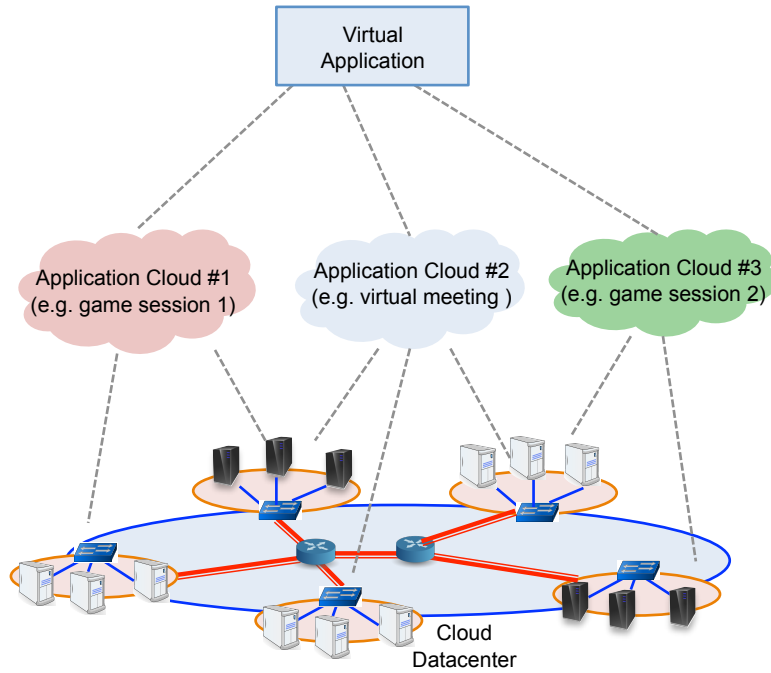 Virtual
Application
Application Cloud #1
(e.g. game session 1)
Application Cloud #2
(e.g. virtual meeting )
Application Cloud #3
(e.g. game session 2)
Cloud
Datacenter